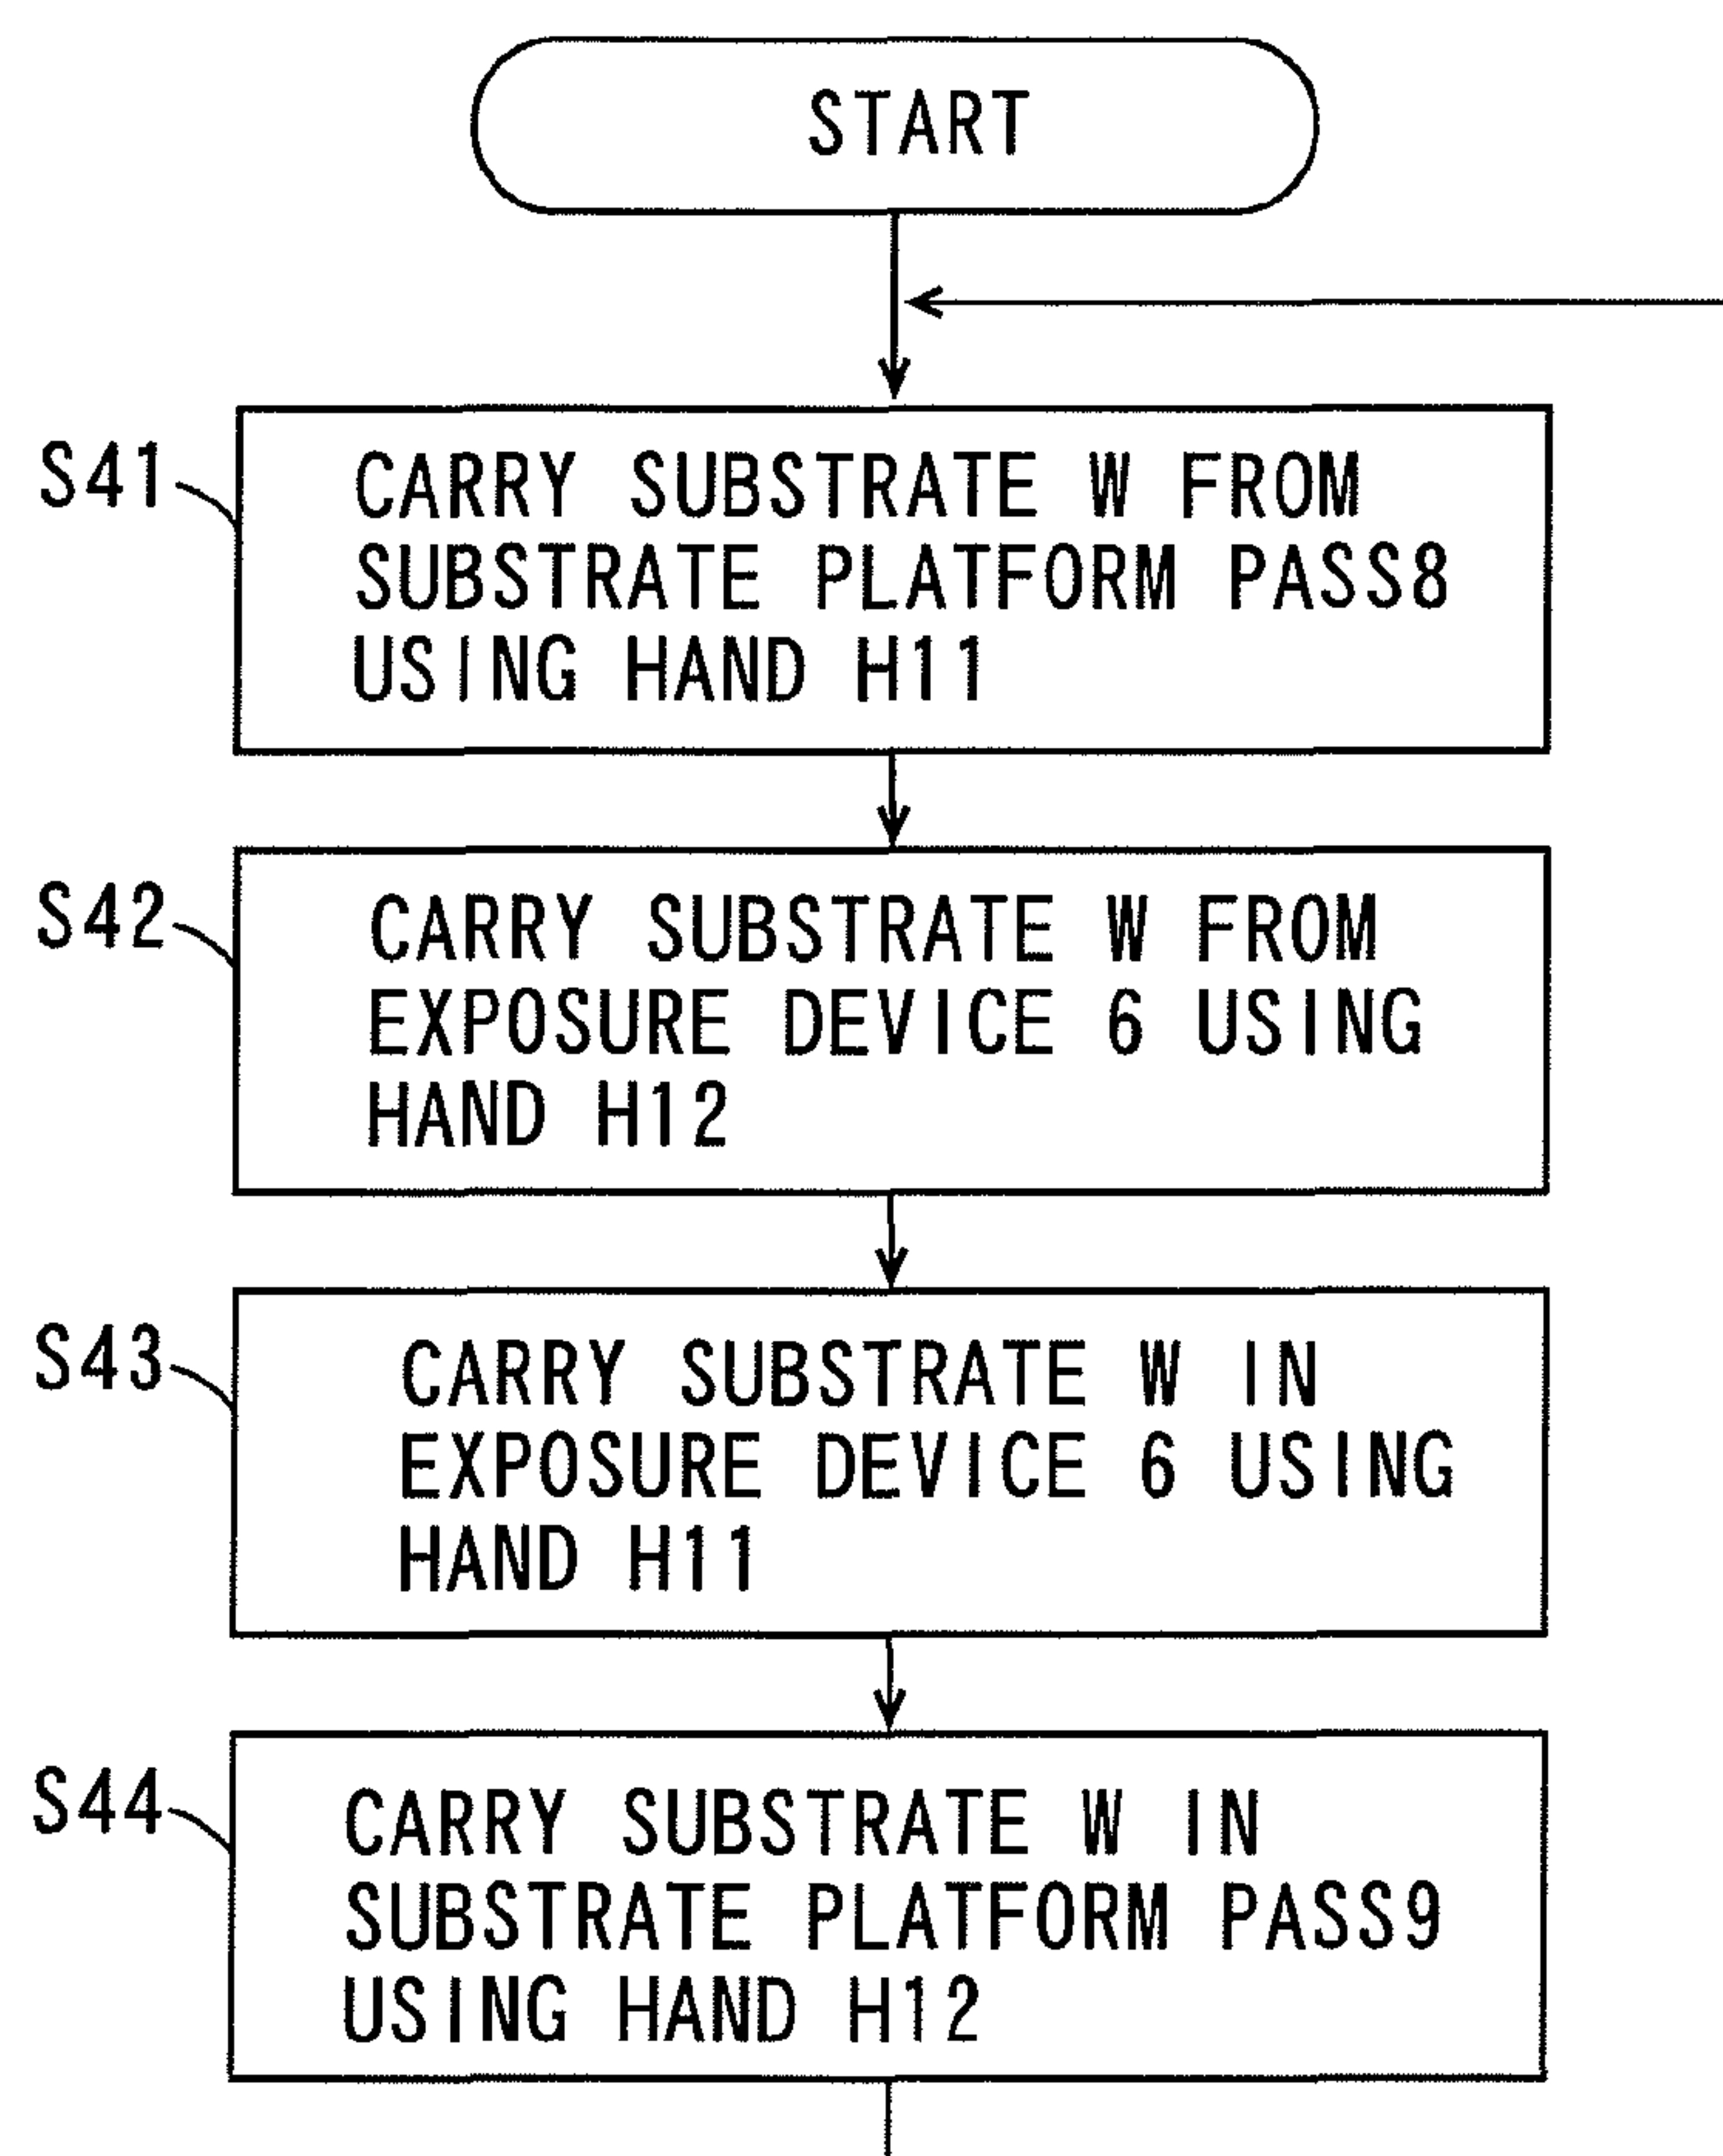 START
S41
CARRY SUBSTRATE W FROM
SUBSTRATE PLATFORM PASS8
USING HAND H11
S42
CARRY SUBSTRATE W FROM
EXPOSURE DEVICE 6 USING
HAND H12
S43
CARRY SUBSTRATE W IN
EXPOSURE DEVICE 6 USING
HAND H11
S44
CARRY SUBSTRATE W IN
SUBSTRATE PLATFORM PASS9
USING HAND H12